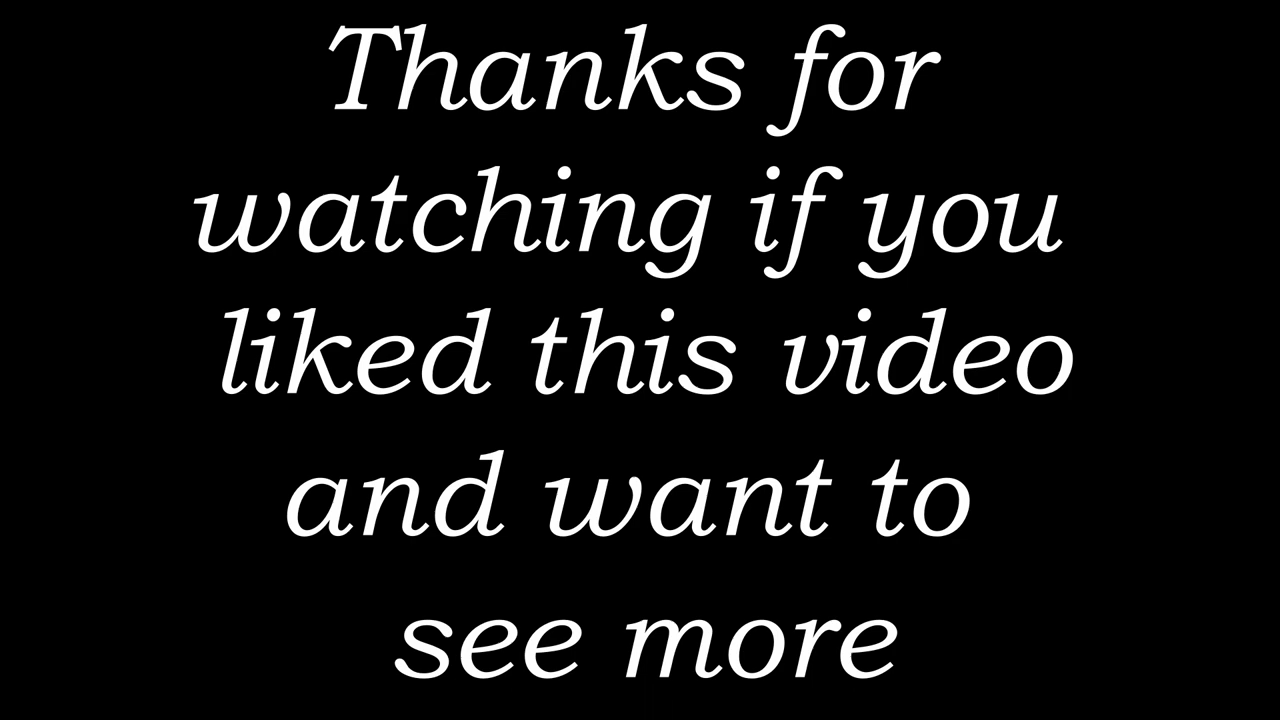 Thanks for
watching if you
liked this video
and want to
see more